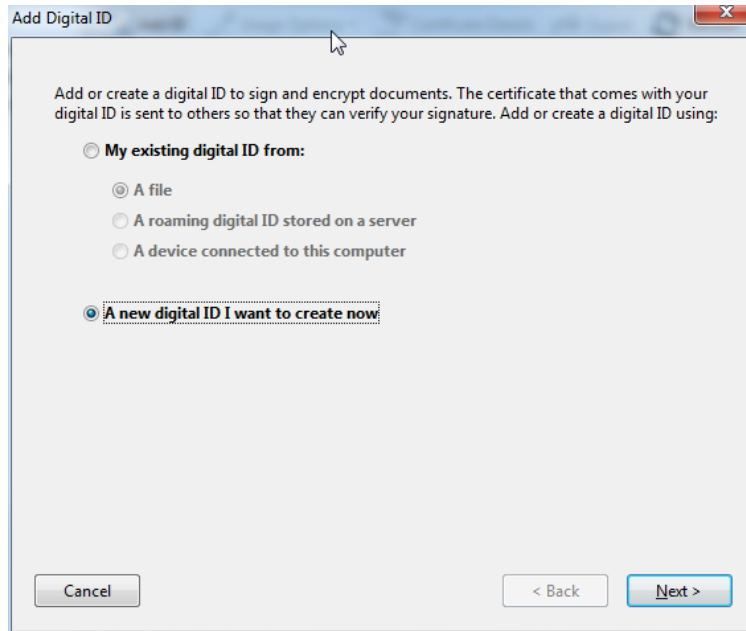 Add Digital ID
Add or create a digital ID to sign and encrypt documents. The certificate that comes with your
digital ID is sent to others so that they can verify your signature. Add or create a digital ID using:
My existing digital ID from:
A file
A roaming digital ID stored on a server
A device connected to this computer
A new digital ID I want to create now
Cancel
< Back
Next >